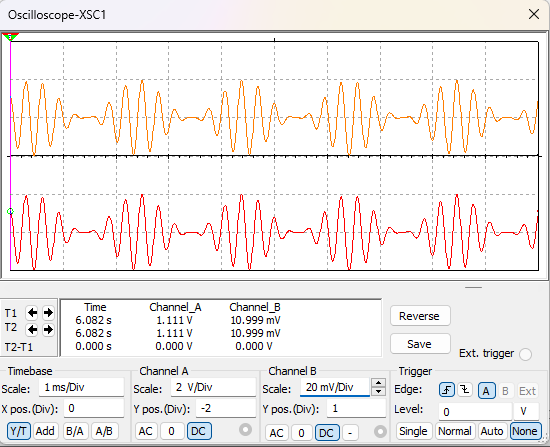 Oscilloscope-XSC1
T1
T2
T2-T1
Time Channel_A Channel_B
6.082 s 1.111 V 10.999 mV
6.082 s 1.111 V 10.999 mV
0.000 s 0.000 V 0.000 V
Reverse
Save
Ext. trigger
Timebase
Scale: 1 ms/Div
X pos.(Div): 0
Y/T Add B/A A/B
Channel A
Scale: 2 V/Div
Y pos.(Div): -2
AC 0 DC
Channel B
Scale: 20 mV/Div
Y pos.(Div): 1
AC 0 DC -
Trigger
Edge: A B Ext
Level: 0 V
Single Normal Auto None